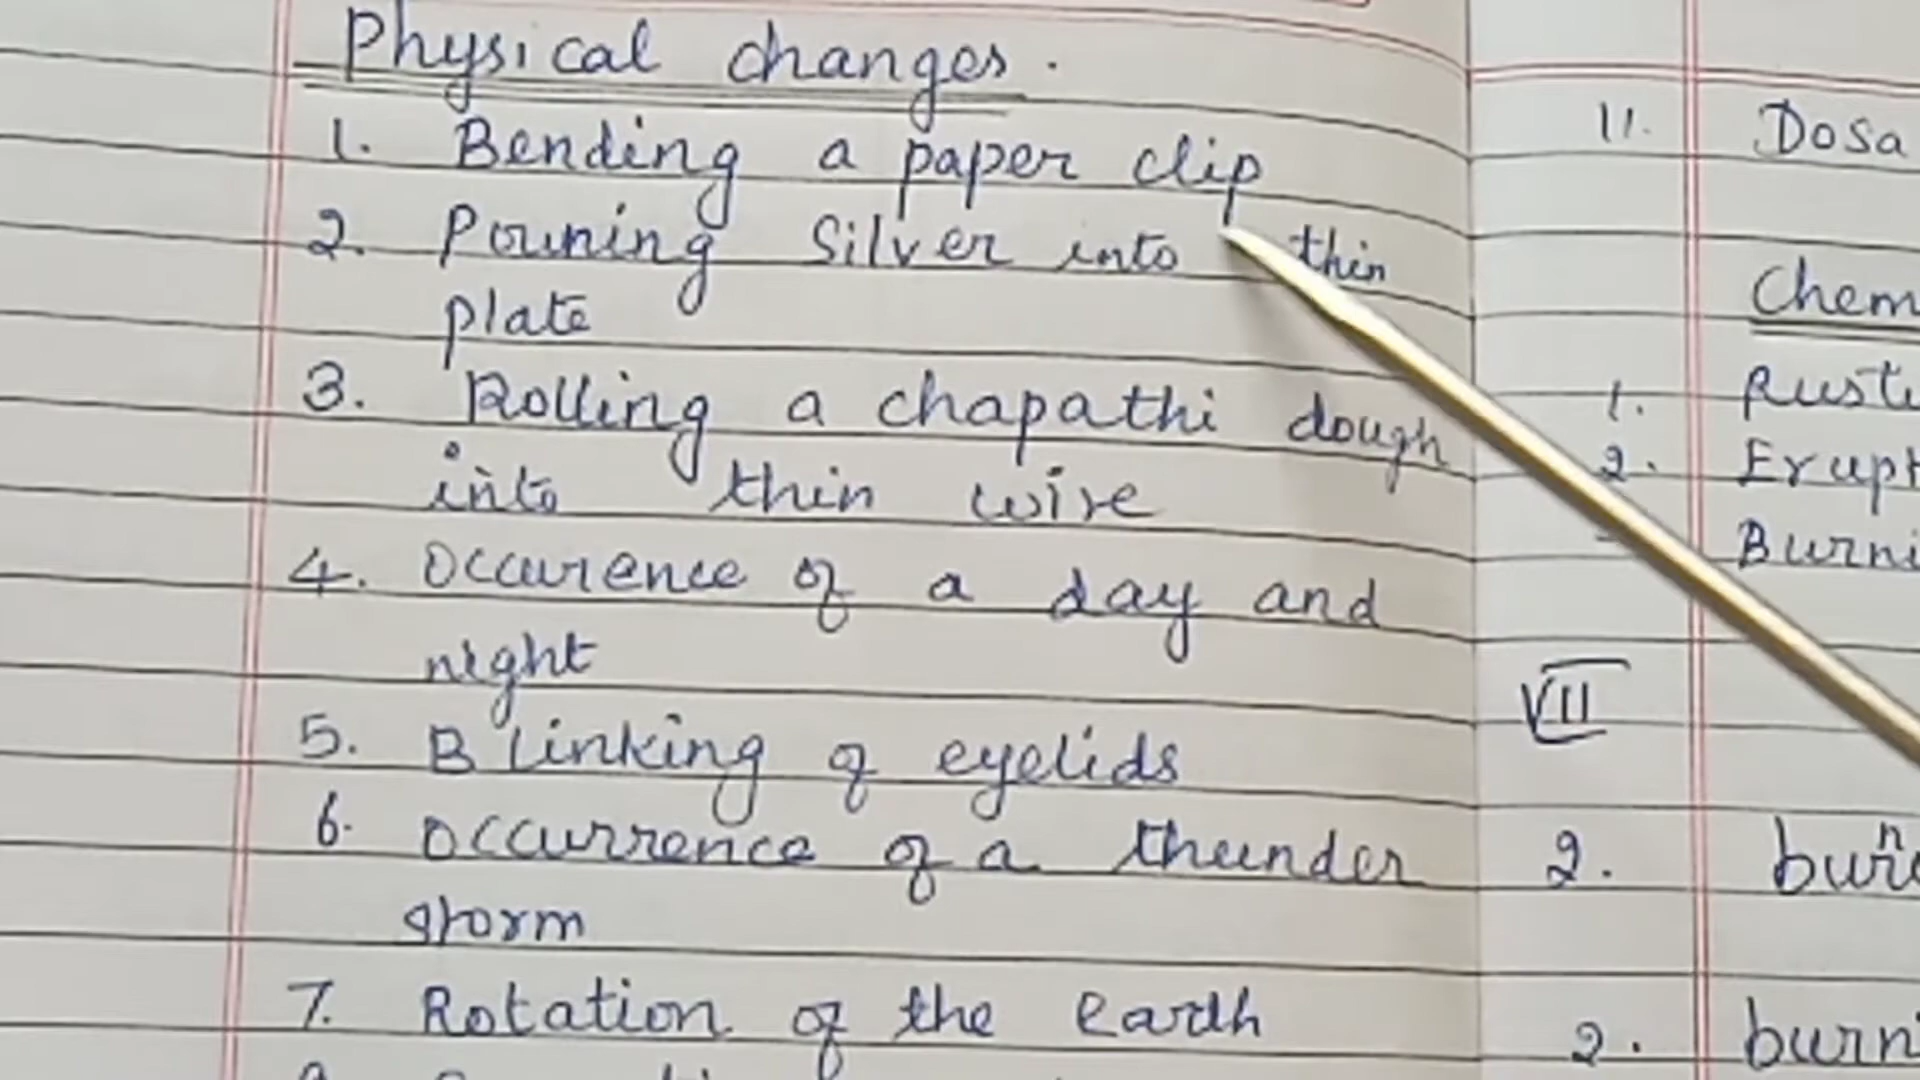 Physical changes.
1. Bending a paper clip
2. Pouring Silver into thin
plate
3. Rolling a chapathi dough
into thin wire
4. Occurence of a day and
night
5. Blinking of eyelids
6. Occurrence of a thunder
storm
7. Rotation of the Earth
11. Dosa
Chem
1. Rust
2. Erupt
Burni
VII
2.
2. burn